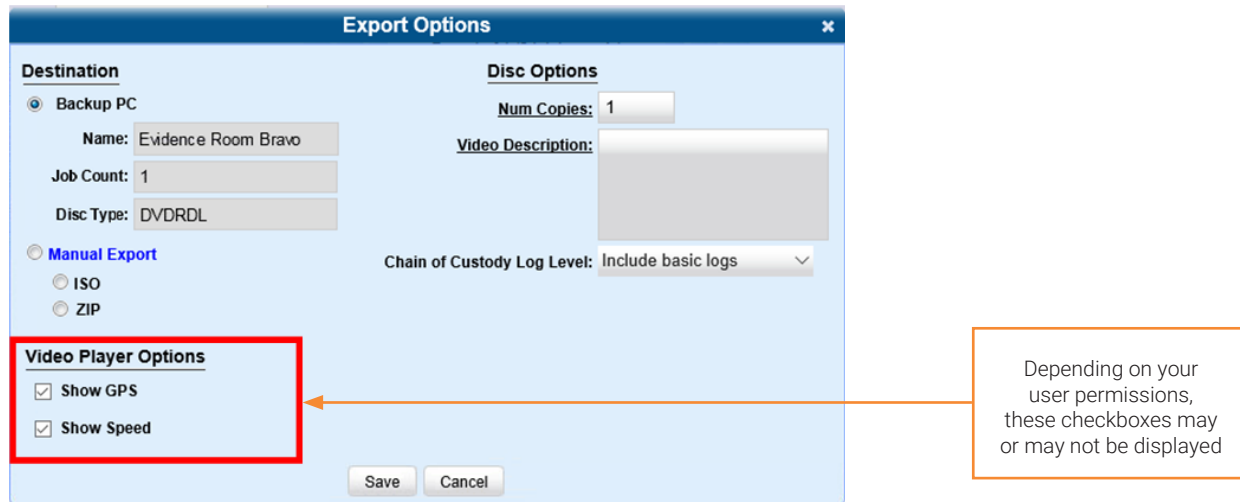 Export Options
Destination
Backup PC
Name: Evidence Room Bravo
Job Count: 1
Disc Type: DVDRDL
Manual Export
ISO
ZIP
Disc Options
Num Copies: 1
Video Description:
Chain of Custody Log Level: Include basic logs
Video Player Options
Show GPS
Show Speed
Save Cancel
Depending on your
user permissions,
these checkboxes may
or may not be displayed